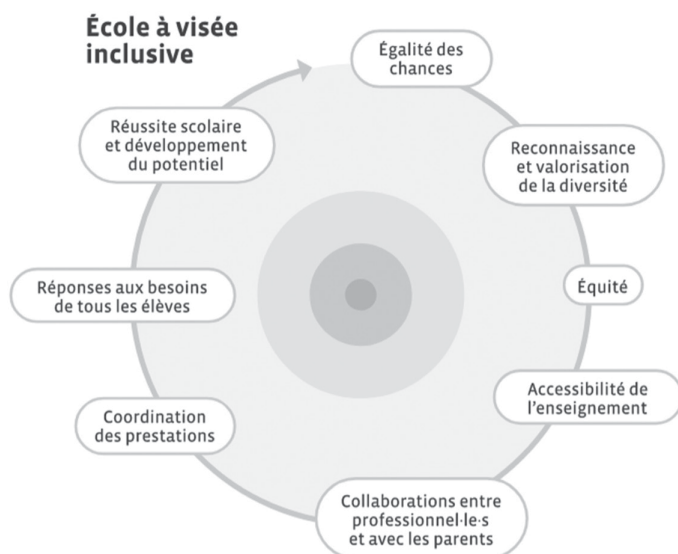 École à visée
inclusive
Égalité des
chances
Reconnaissance
et valorisation
de la diversité
Équité
Accessibilité de
l'enseignement
Collaborations entre
professionnel·le·s
et avec les parents
Coordination
des prestations
Réponses aux besoins
de tous les élèves
Réussite scolaire
et développement
du potentiel